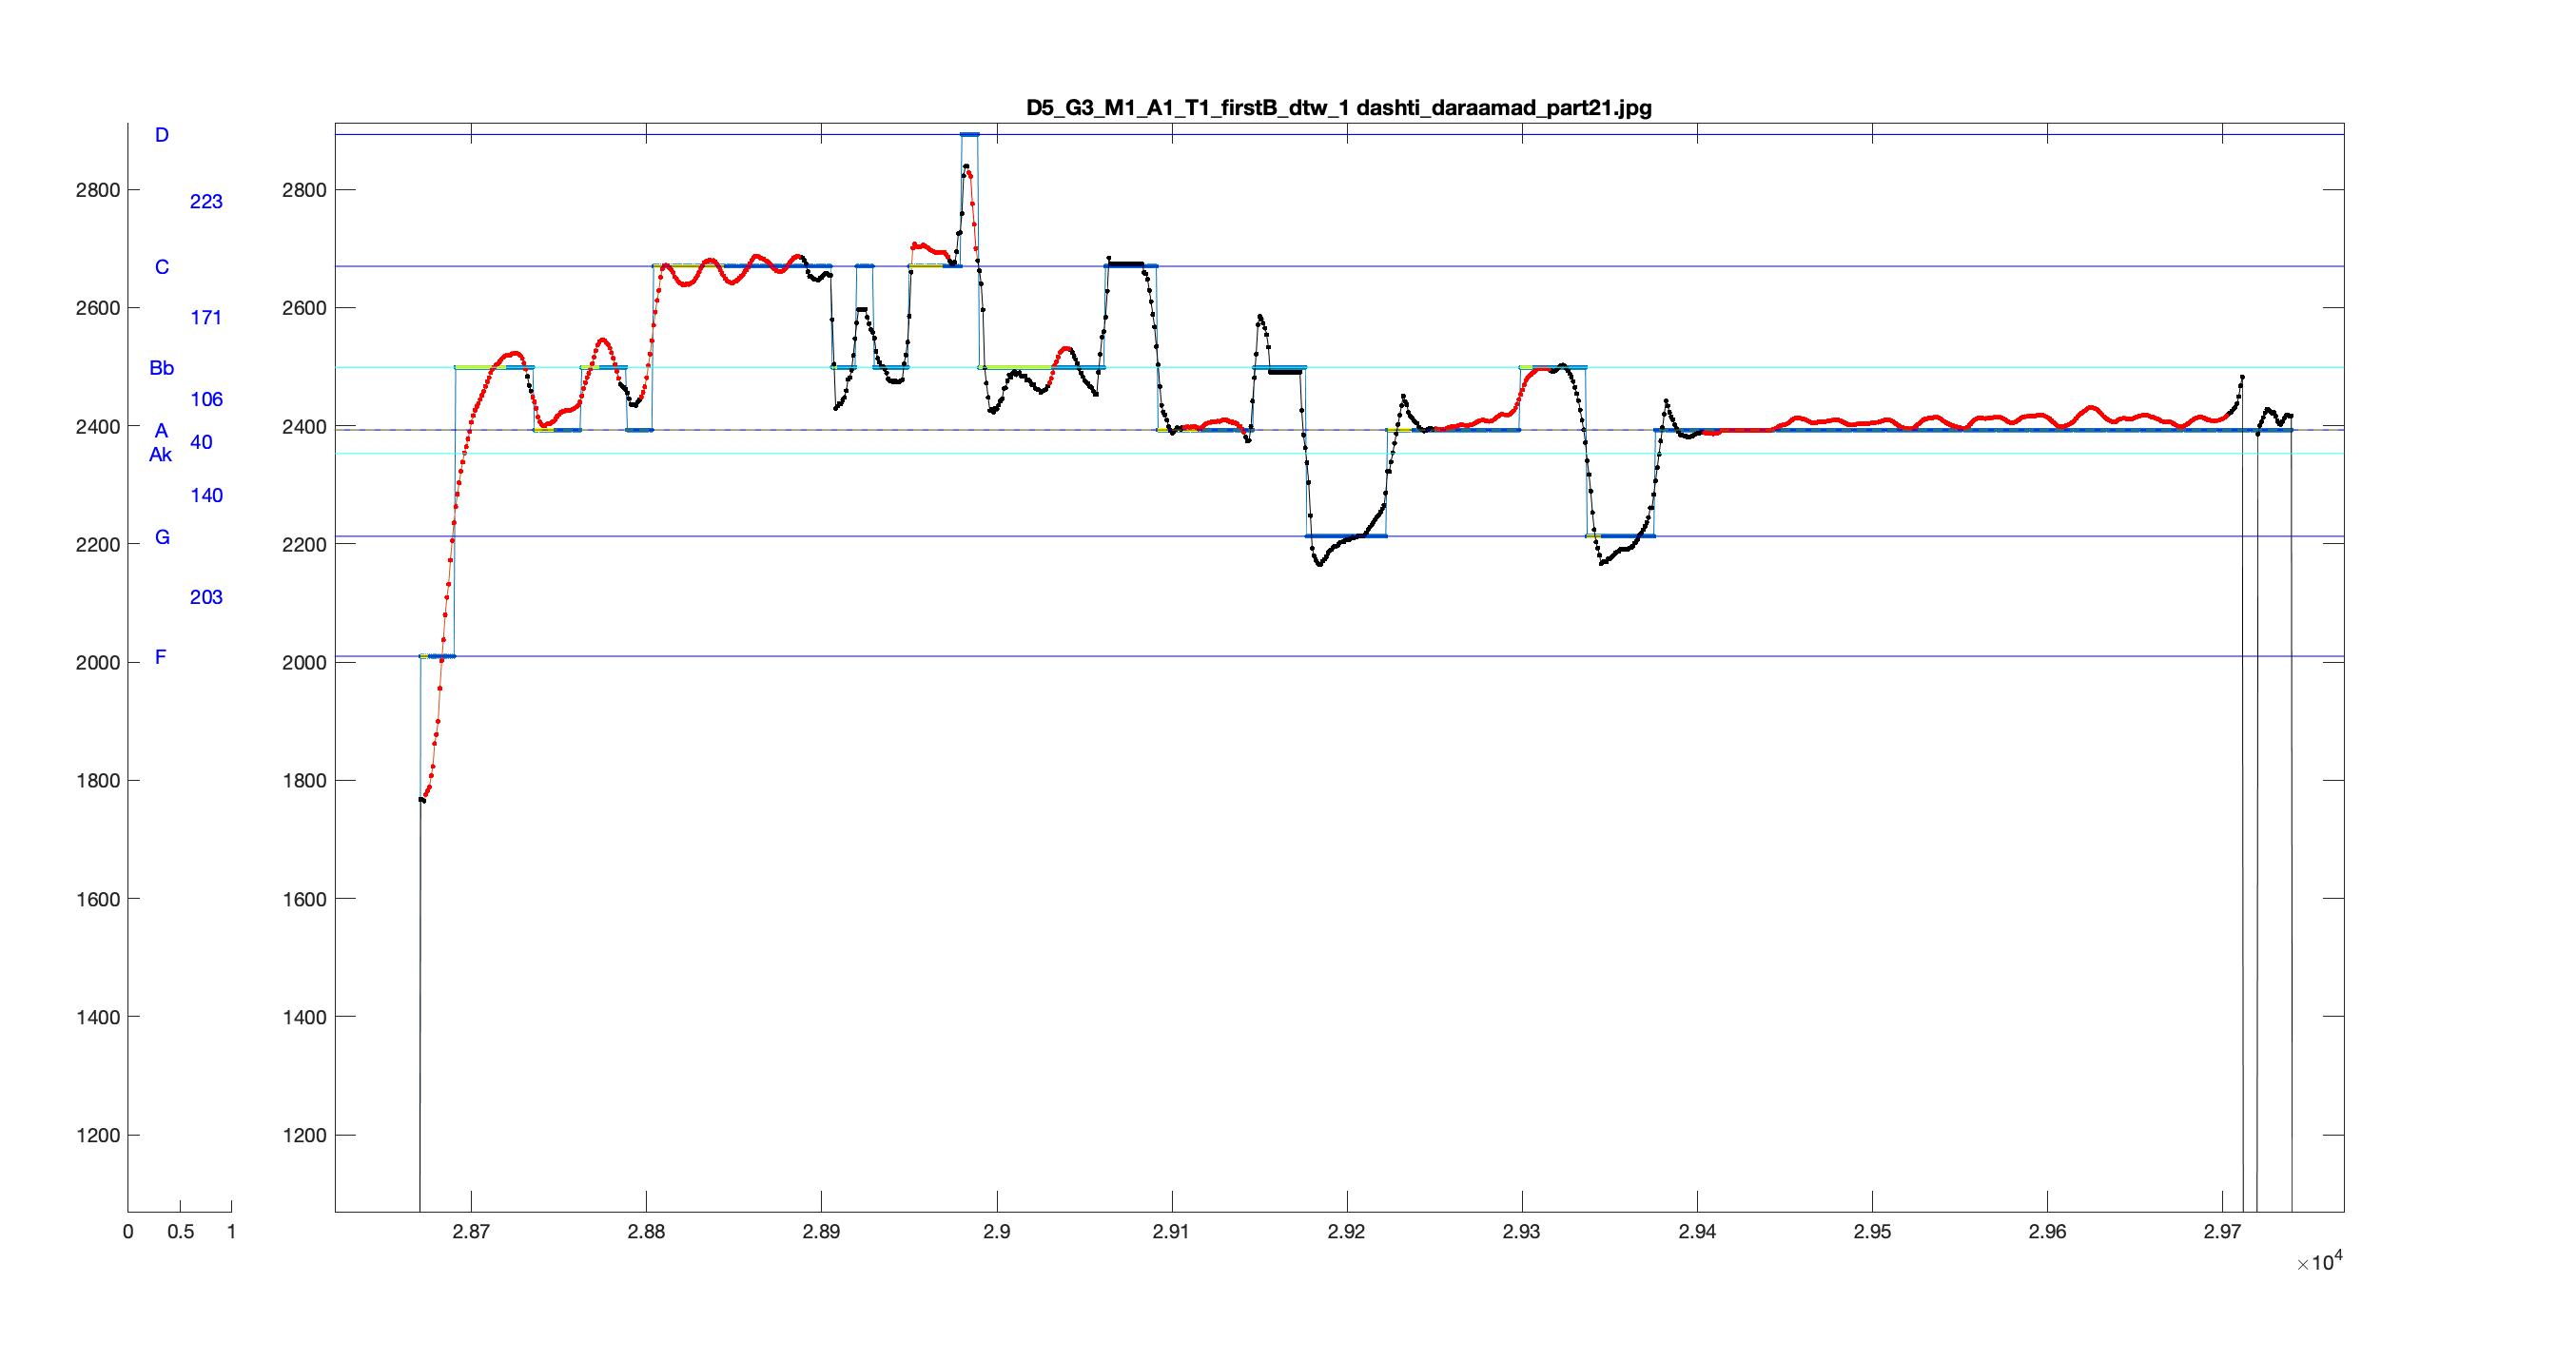 D5_G3_M1_A1_T1_firstB_dtw_1 dashti_daraamad_part21.jpg
D
2800 223 2800
C
2600 171 2600
Bb
106
2400 A 2400
40
Ak
140
2200 G 2200
203
2000 F 2000
1800 1800
1600 1600
1400 1400
1200 1200
0 0.5 1 2.87 2.88 2.89 2.9 2.91 2.92 2.93 2.94 2.95 2.96 2.97
×10⁴